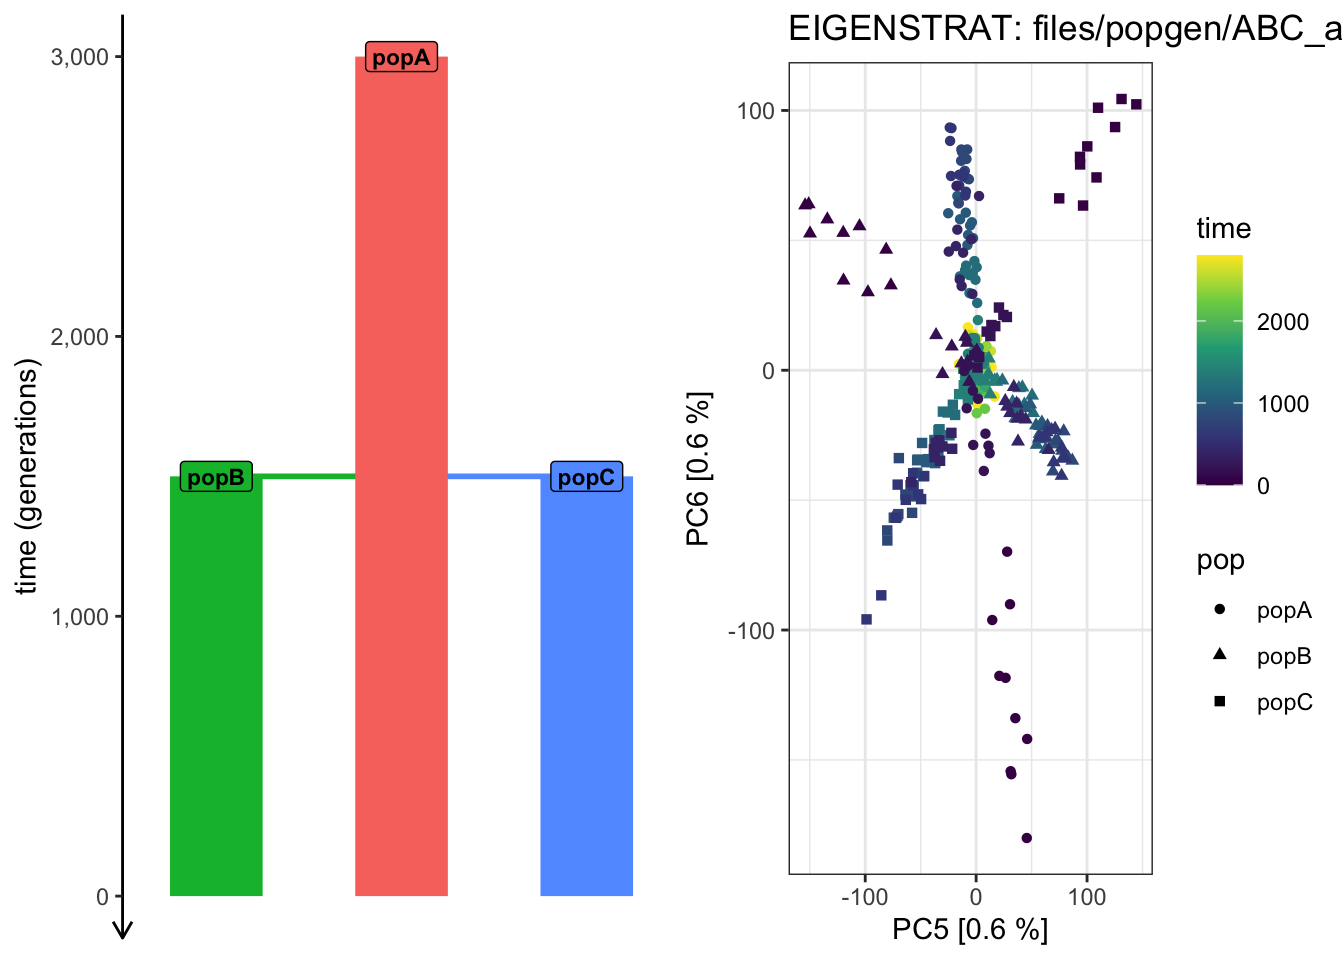 time (generations)
3,000
2,000
1,000
0
popA
popB
popC
EIGENSTRAT: files/popgen/ABC_a
PC6 [0.6 %]
100
0
-100
-100
0
100
PC5 [0.6 %]
time
2000
1000
0
pop
popA
popB
popC